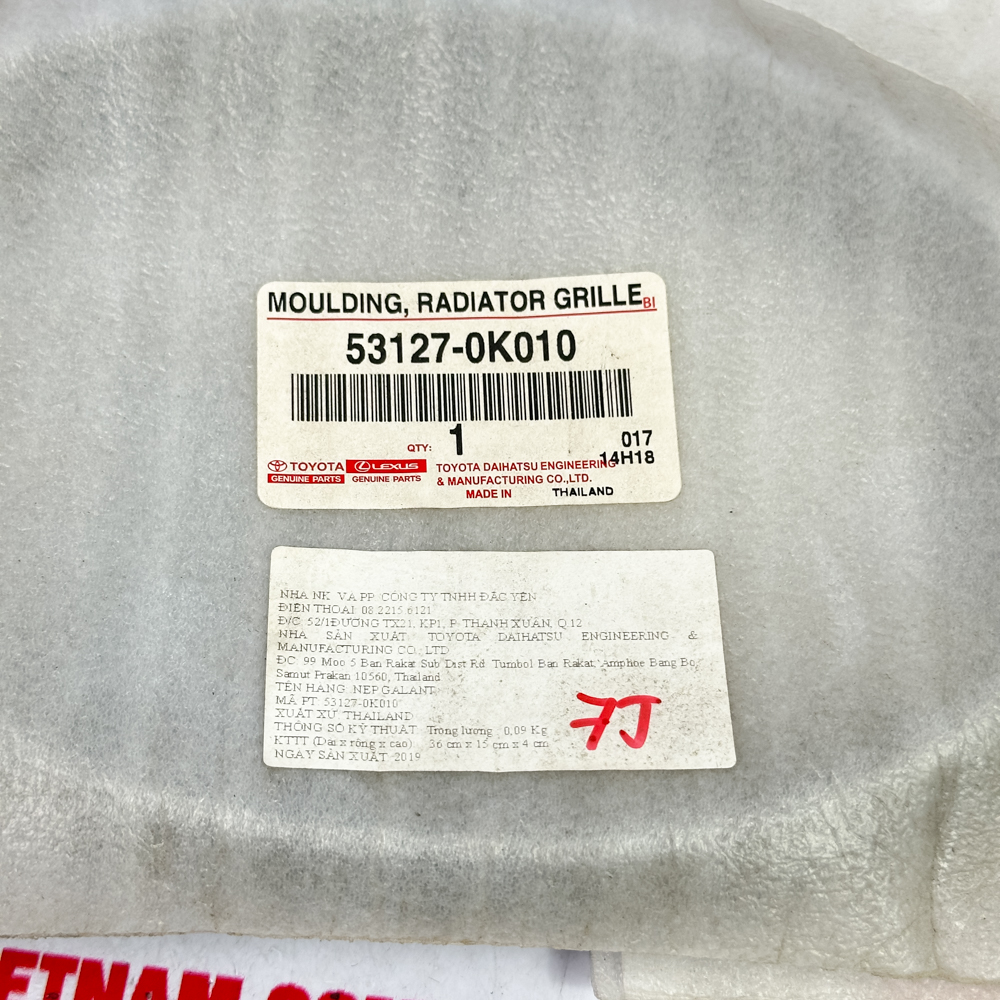 MOULDING, RADIATOR GRILLE BI
53127-0K010
QTY: 1
017
14H18
TOYOTA LEXUS
GENUINE PARTS GENUINE PARTS
TOYOTA DAIHATSU ENGINEERING
& MANUFACTURING CO.,LTD.
MADE IN THAILAND
NHA NK VA PP: CÔNG TY TNHH ĐẮC YẾN
ĐIỆN THOẠI: 08.2215.6121
Đ/C: 52/1ĐƯỜNG TX21, KP1, P. THẠNH XUÂN, Q.12
NHÀ SẢN XUẤT: TOYOTA DAIHATSU ENGINEERING &
MANUFACTURING CO., LTD
ĐC: 99 Moo 5 Ban Rakat Sub Dist Rd. Tumbol Ban Rakat, Amphoe Bang Bo,
Samut Prakan 10560, Thailand
TÊN HÀNG: NẸP GALANT
MÃ PT: 53127-0K010
XUẤT XỨ: THAILAND
THÔNG SỐ KỸ THUẬT: Trọng lượng: 0,09 Kg
KTTT (Dài x rộng x cao): 36 cm x 15 cm x 4 cm
NGÀY SẢN XUẤT: 2019
7J
ETNAM